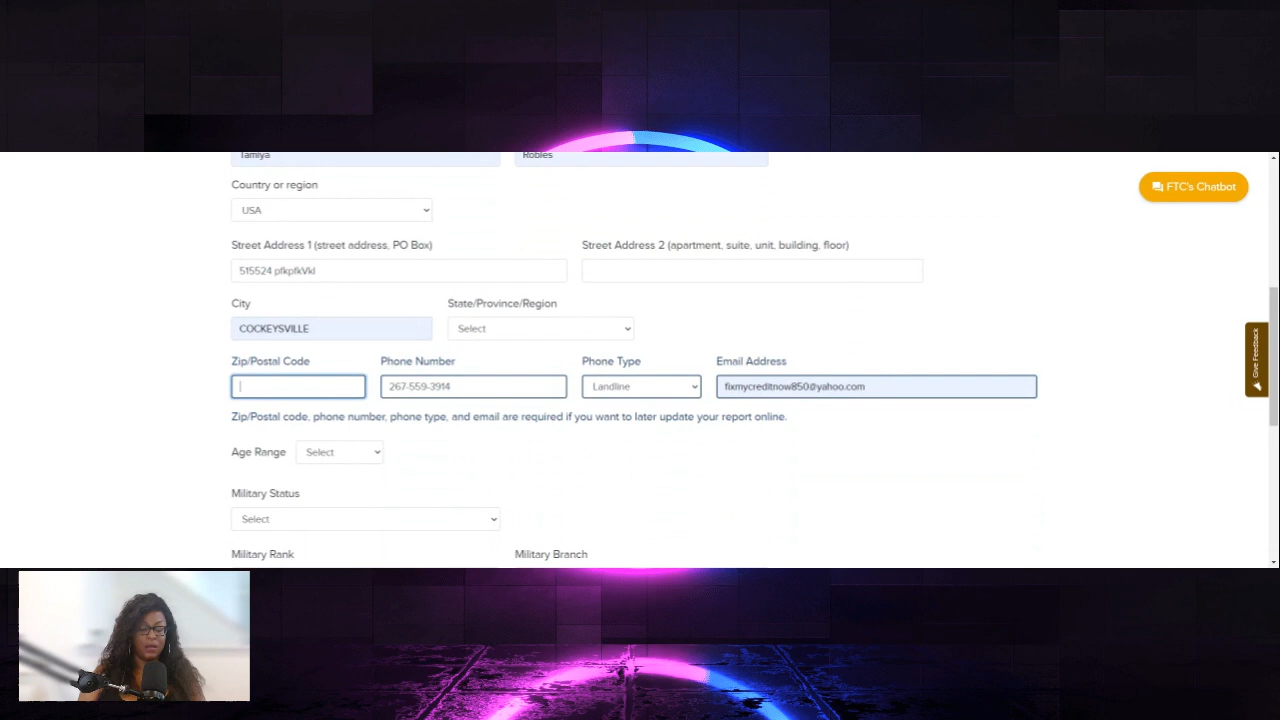 Tamiya Robles
FTC's Chatbot
Country or region
USA
Street Address 1 (street address, PO Box) Street Address 2 (apartment, suite, unit, building, floor)
515524 pfkpfkVkl
City State/Province/Region
COCKEYSVILLE Select
Zip/Postal Code Phone Number Phone Type Email Address
267-559-3914 Landline fixmycreditnow850@yahoo.com
Zip/Postal code, phone number, phone type, and email are required if you want to later update your report online.
Age Range Select
Military Status
Select
Military Rank Military Branch
Give Feedback